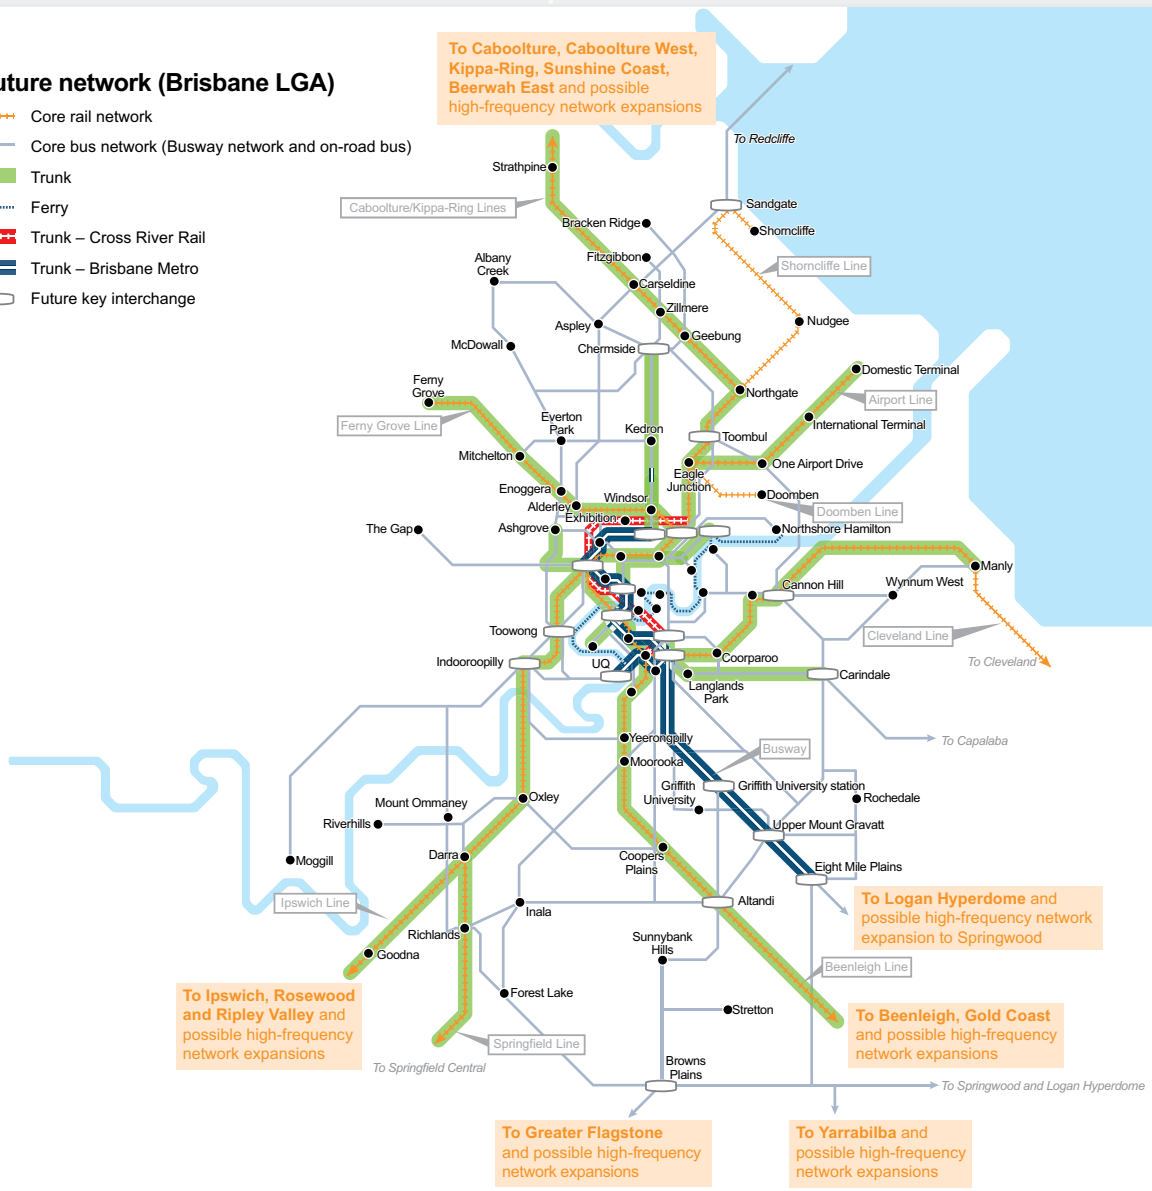 To Caboolture, Caboolture West,
Kippa-Ring, Sunshine Coast,
Beerwah East and possible
high-frequency network expansions
uture network (Brisbane LGA)
Core rail network
Core bus network (Busway network and on-road bus)
Trunk
Ferry
Trunk – Cross River Rail
Trunk – Brisbane Metro
Future key interchange
To Redcliffe
Strathpine
Caboolture/Kippa-Ring Lines
Sandgate
Bracken Ridge
Shorncliffe
Fitzgibbon
Albany
Creek
Shorncliffe Line
Carseldine
Zillmere
Aspley
Nudgee
Geebung
McDowall
Chermside
Domestic Terminal
Ferny
Grove
Northgate
Airport Line
Ferny Grove Line
Everton
Park
Kedron
International Terminal
Toombul
Mitchelton
One Airport Drive
Eagle
Junction
Enoggera
Windsor
Doomben
Alderley
Doomben Line
Exhibition
The Gap
Ashgrove
Northshore Hamilton
Manly
Cannon Hill
Wynnum West
Toowong
Cleveland Line
Indooroopilly
UQ
Coorparoo
To Cleveland
Carindale
Langlands
Park
Yeerongpilly
To Capalaba
Busway
Moorooka
Griffith
University
Griffith University station
Oxley
Rochedale
Mount Ommaney
Riverhills
Upper Mount Gravatt
Darra
Coopers
Plains
Moggill
Eight Mile Plains
Ipswich Line
Inala
Altandi
To Logan Hyperdome and
possible high-frequency network
expansion to Springwood
Richlands
Sunnybank
Hills
Goodna
Beenleigh Line
Forest Lake
To Ipswich, Rosewood
and Ripley Valley and
possible high-frequency
network expansions
Stretton
To Beenleigh, Gold Coast
and possible high-frequency
network expansions
Springfield Line
To Springfield Central
Browns
Plains
To Springwood and Logan Hyperdome
To Greater Flagstone
and possible high-frequency
network expansions
To Yarrabilba and
possible high-frequency
network expansions